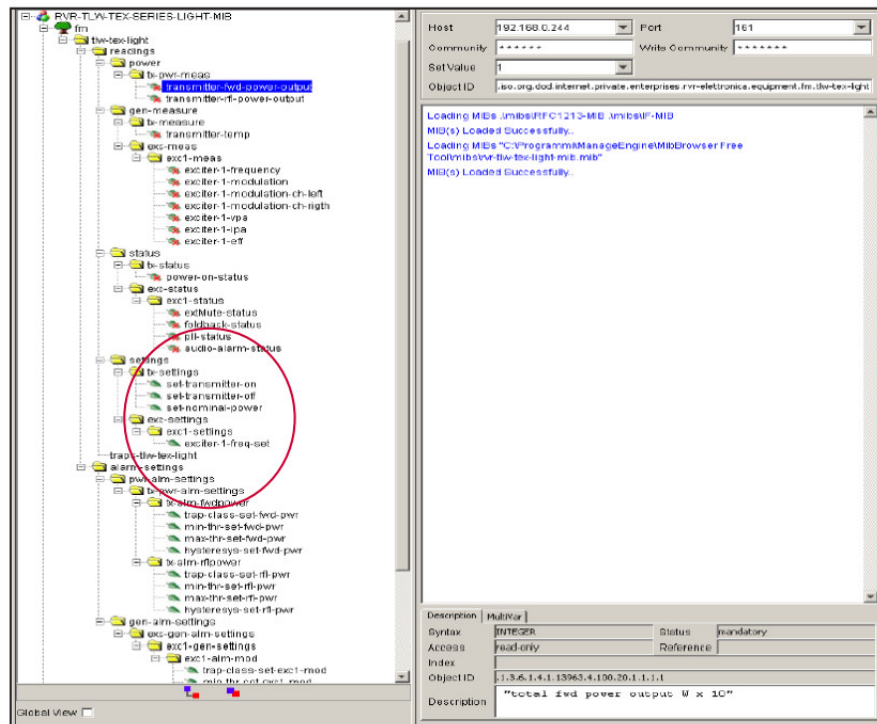 RVR-TLW-TEX-SERIES-LIGHT-MIB
fm
tlw-tex-light
readings
power
tx-pwr-meas
transmitter-fwd-power-output
transmitter-rfl-power-output
gen-measure
tx-measure
transmitter-temp
exs-meas
exc1-meas
exciter-1-frequency
exciter-1-modulation
exciter-1-modulation-ch-left
exciter-1-modulation-ch-rigth
exciter-1-vpa
exciter-1-ipa
exciter-1-eff
status
tx-status
power-on-status
exc-status
exc1-status
extMute-status
foldback-status
pll-status
audio-alarm-status
settings
tx-settings
set-transmitter-on
set-transmitter-off
set-nominal-power
exc-settings
exc1-settings
exciter-1-freq-set
traps-tlw-tex-light
alarm-settings
pwr-alm-settings
tx-pwr-alm-settings
tx-alm-fwdpower
trap-class-set-fwd-pwr
min-thr-set-fwd-pwr
max-thr-set-fwd-pwr
hysteresys-set-fwd-pwr
tx-alm-rflpower
trap-class-set-rfl-pwr
min-thr-set-rfl-pwr
max-thr-set-rfl-pwr
hysteresys-set-rfl-pwr
gen-alm-settings
exs-gen-alm-settings
exc1-gen-settings
exc1-alm-mod
trap-class-set-exc1-mod
min-thr-set-exc1-mod
Global View
Host 192.168.0.244 Port 161
Community ****** Write Community *******
Set Value 1
Object ID .iso.org.dod.internet.private.enterprises.rvr-elettronica.equipment.fm.tlw-tex-light
Loading MIBs .\mibs\RFC1213-MIB .\mibs\IF-MIB
MIB(s) Loaded Successfully..
Loading MIBs "C:\Programmi\ManageEngine\MibBrowser Free
Tool\mibs\rvr-tlw-tex-light-mib.mib"
MIB(s) Loaded Successfully..
Description MultiVar
Syntax INTEGER Status mandatory
Access read-only Reference
Index
Object ID .1.3.6.1.4.1.13963.4.100.20.1.1.1.1
Description "total fwd power output W x 10"